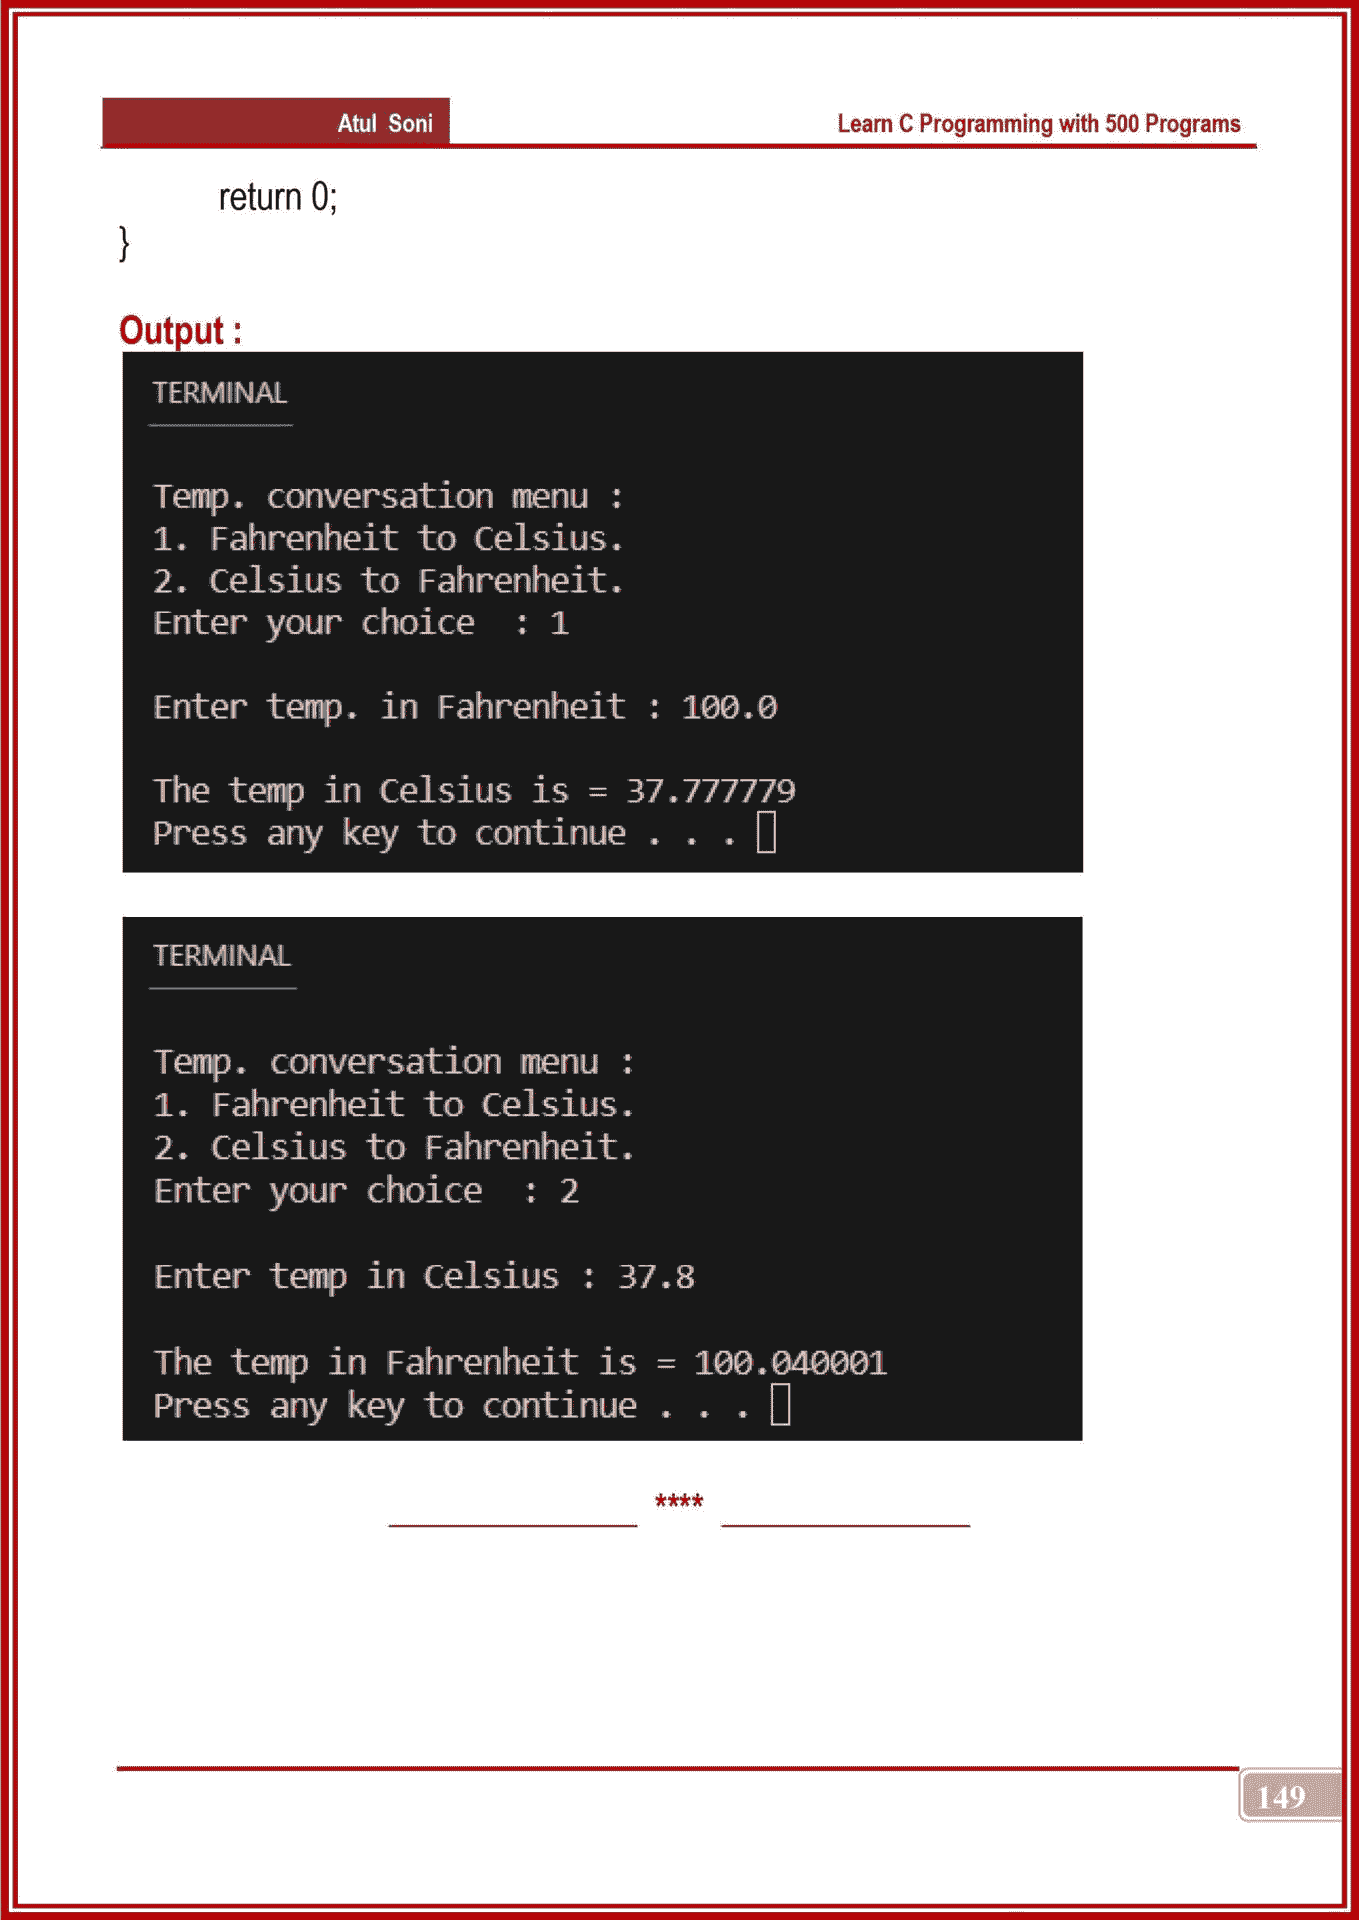 Atul Soni
Learn C Programming with 500 Programs
return 0;
}
Output :
TERMINAL
Temp. conversation menu :
1. Fahrenheit to Celsius.
2. Celsius to Fahrenheit.
Enter your choice  : 1
Enter temp. in Fahrenheit : 100.0
The temp in Celsius is = 37.777779
Press any key to continue . . .
TERMINAL
Temp. conversation menu :
1. Fahrenheit to Celsius.
2. Celsius to Fahrenheit.
Enter your choice  : 2
Enter temp in Celsius : 37.8
The temp in Fahrenheit is = 100.040001
Press any key to continue . . .
****
149